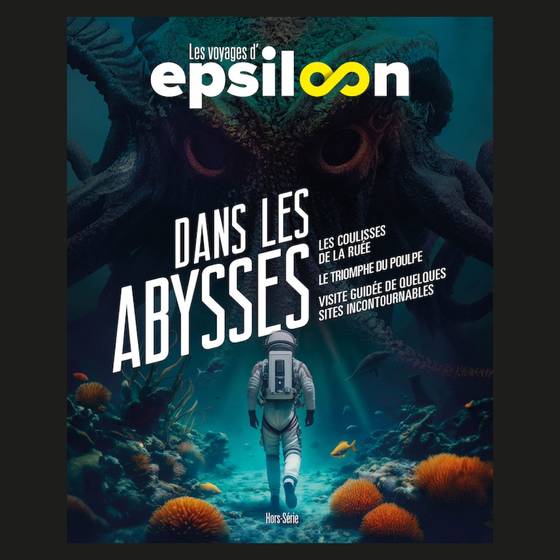 Les voyages d'
epsiloon
DANS LES
ABYSSES
LES COULISSES
DE LA RUÉE
LE TRIOMPHE DU POULPE
VISITE GUIDÉE DE QUELQUES
SITES INCONTOURNABLES
Hors-Série